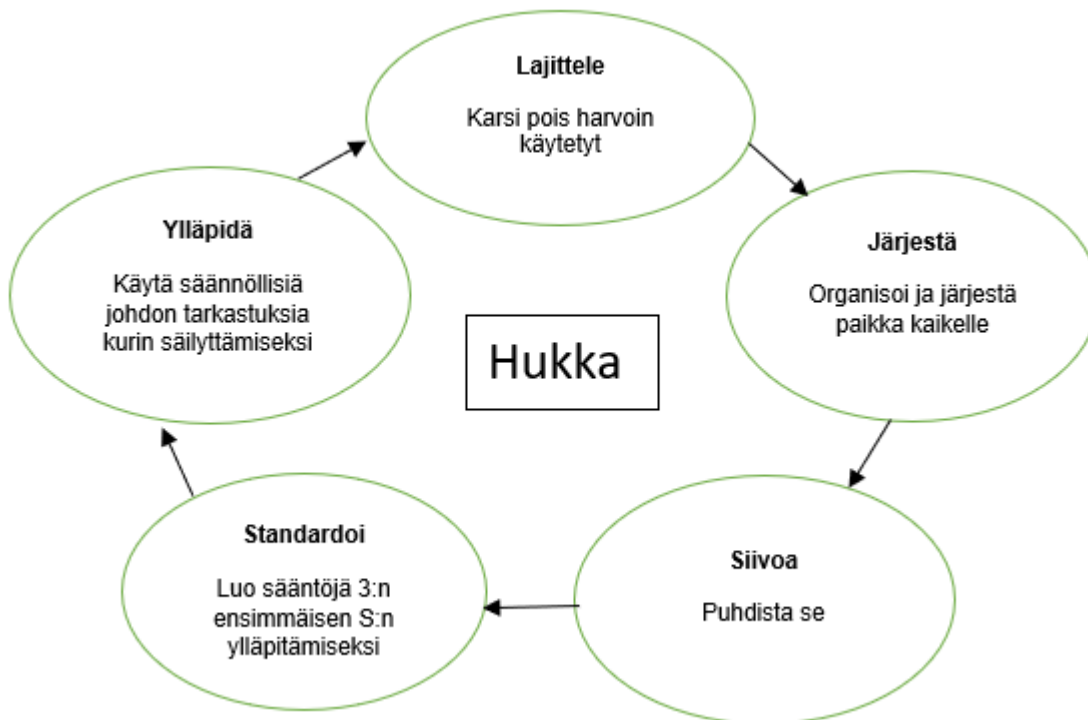 Lajittele
Karsi pois harvoin
käytetyt
Järjestä
Organisoi ja järjestä
paikka kaikelle
Siivoa
Puhdista se
Standardoi
Luo sääntöjä 3:n
ensimmäisen S:n
ylläpitämiseksi
Ylläpidä
Käytä säännöllisiä
johdon tarkastuksia
kurin säilyttämiseksi
Hukka